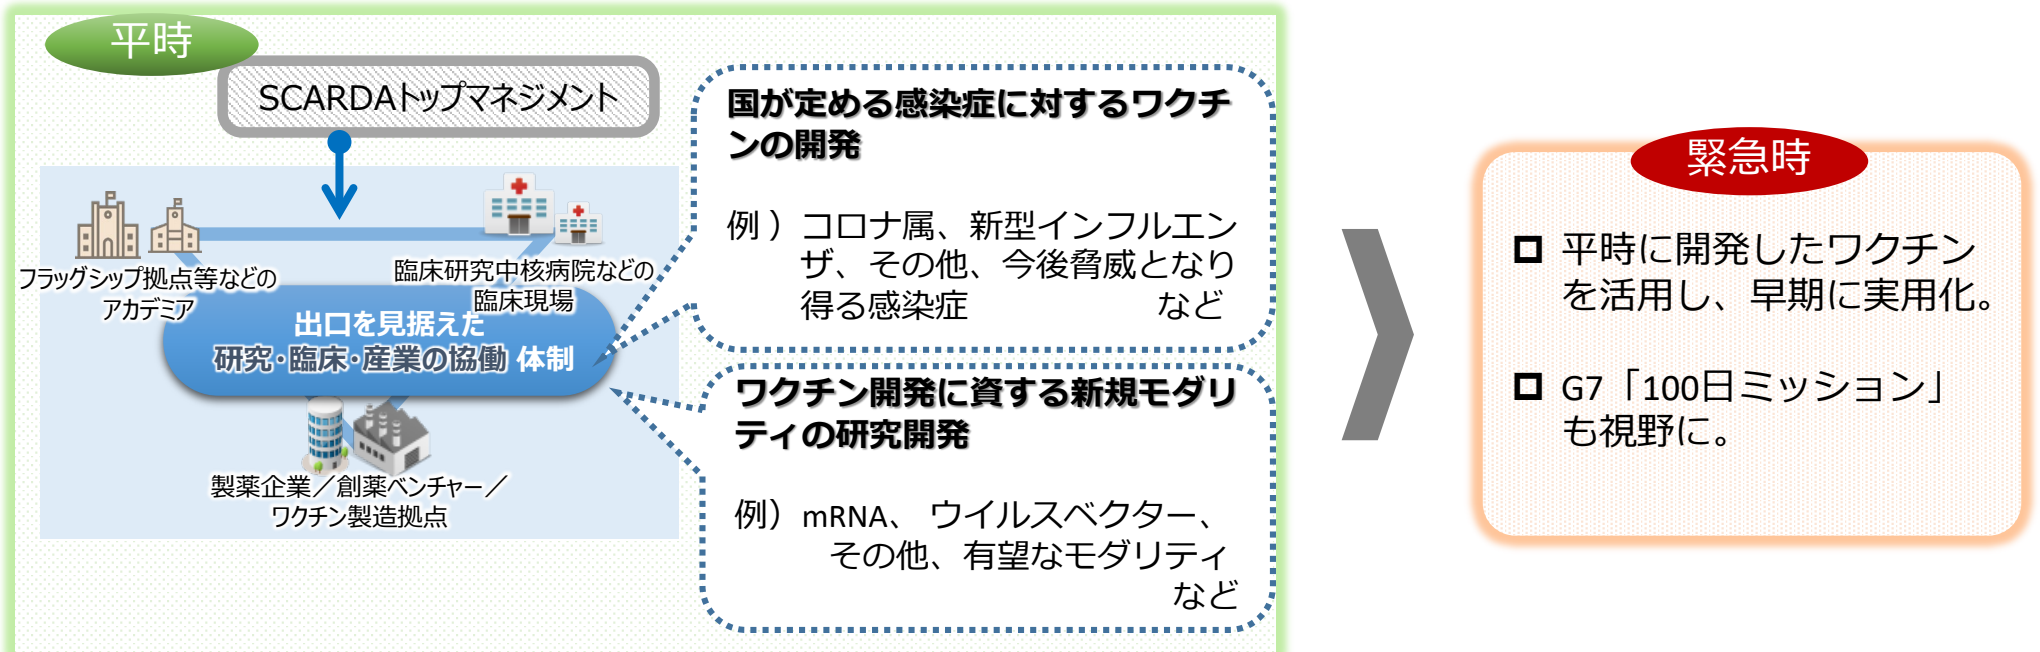 平時
SCARDAトップマネジメント
フラッグシップ拠点等などの
アカデミア
臨床研究中核病院などの
臨床現場
出口を見据えた
研究・臨床・産業の協働 体制
製薬企業／創薬ベンチャー／
ワクチン製造拠点
国が定める感染症に対するワクチ
ンの開発
例 ）コロナ属、新型インフルエン
ザ、その他、今後脅威となり
得る感染症 など
ワクチン開発に資する新規モダリ
ティの研究開発
例）mRNA、 ウイルスベクター、
その他、有望なモダリティ
など
緊急時
平時に開発したワクチン
を活用し、早期に実用化。
G7「100日ミッション」
も視野に。